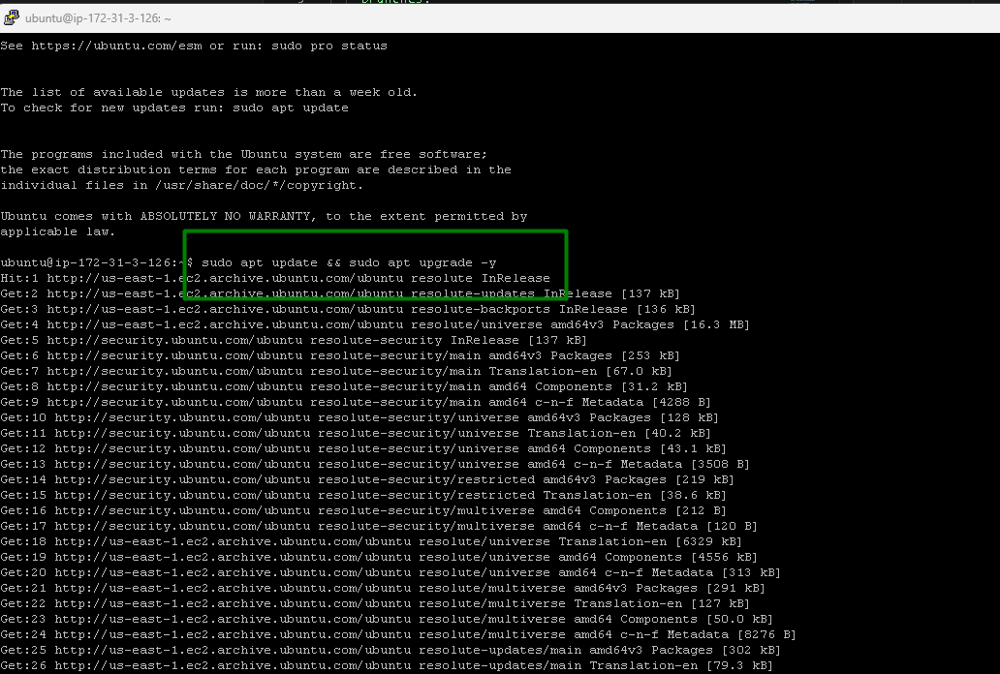 ubuntu@ip-172-31-3-126: ~
See https://ubuntu.com/esm or run: sudo pro status
The list of available updates is more than a week old.
To check for new updates run: sudo apt update
The programs included with the Ubuntu system are free software;
the exact distribution terms for each program are described in the
individual files in /usr/share/doc/*/copyright.
Ubuntu comes with ABSOLUTELY NO WARRANTY, to the extent permitted by
applicable law.
ubuntu@ip-172-31-3-126:~$ sudo apt update && sudo apt upgrade -y
Hit:1 http://us-east-1.ec2.archive.ubuntu.com/ubuntu resolute InRelease
Get:2 http://us-east-1.ec2.archive.ubuntu.com/ubuntu resolute-updates InRelease [137 kB]
Get:3 http://us-east-1.ec2.archive.ubuntu.com/ubuntu resolute-backports InRelease [136 kB]
Get:4 http://us-east-1.ec2.archive.ubuntu.com/ubuntu resolute/universe amd64v3 Packages [16.3 MB]
Get:5 http://security.ubuntu.com/ubuntu resolute-security InRelease [137 kB]
Get:6 http://security.ubuntu.com/ubuntu resolute-security/main amd64v3 Packages [253 kB]
Get:7 http://security.ubuntu.com/ubuntu resolute-security/main Translation-en [67.0 kB]
Get:8 http://security.ubuntu.com/ubuntu resolute-security/main amd64 Components [31.2 kB]
Get:9 http://security.ubuntu.com/ubuntu resolute-security/main amd64 c-n-f Metadata [4288 B]
Get:10 http://security.ubuntu.com/ubuntu resolute-security/universe amd64v3 Packages [128 kB]
Get:11 http://security.ubuntu.com/ubuntu resolute-security/universe Translation-en [40.2 kB]
Get:12 http://security.ubuntu.com/ubuntu resolute-security/universe amd64 Components [43.1 kB]
Get:13 http://security.ubuntu.com/ubuntu resolute-security/universe amd64 c-n-f Metadata [3508 B]
Get:14 http://security.ubuntu.com/ubuntu resolute-security/restricted amd64v3 Packages [219 kB]
Get:15 http://security.ubuntu.com/ubuntu resolute-security/restricted Translation-en [38.6 kB]
Get:16 http://security.ubuntu.com/ubuntu resolute-security/multiverse amd64 Components [212 B]
Get:17 http://security.ubuntu.com/ubuntu resolute-security/multiverse amd64 c-n-f Metadata [120 B]
Get:18 http://us-east-1.ec2.archive.ubuntu.com/ubuntu resolute/universe Translation-en [6329 kB]
Get:19 http://us-east-1.ec2.archive.ubuntu.com/ubuntu resolute/universe amd64 Components [4556 kB]
Get:20 http://us-east-1.ec2.archive.ubuntu.com/ubuntu resolute/universe amd64 c-n-f Metadata [313 kB]
Get:21 http://us-east-1.ec2.archive.ubuntu.com/ubuntu resolute/multiverse amd64v3 Packages [291 kB]
Get:22 http://us-east-1.ec2.archive.ubuntu.com/ubuntu resolute/multiverse Translation-en [127 kB]
Get:23 http://us-east-1.ec2.archive.ubuntu.com/ubuntu resolute/multiverse amd64 Components [50.0 kB]
Get:24 http://us-east-1.ec2.archive.ubuntu.com/ubuntu resolute/multiverse amd64 c-n-f Metadata [8276 B]
Get:25 http://us-east-1.ec2.archive.ubuntu.com/ubuntu resolute-updates/main amd64v3 Packages [302 kB]
Get:26 http://us-east-1.ec2.archive.ubuntu.com/ubuntu resolute-updates/main Translation-en [79.3 kB]